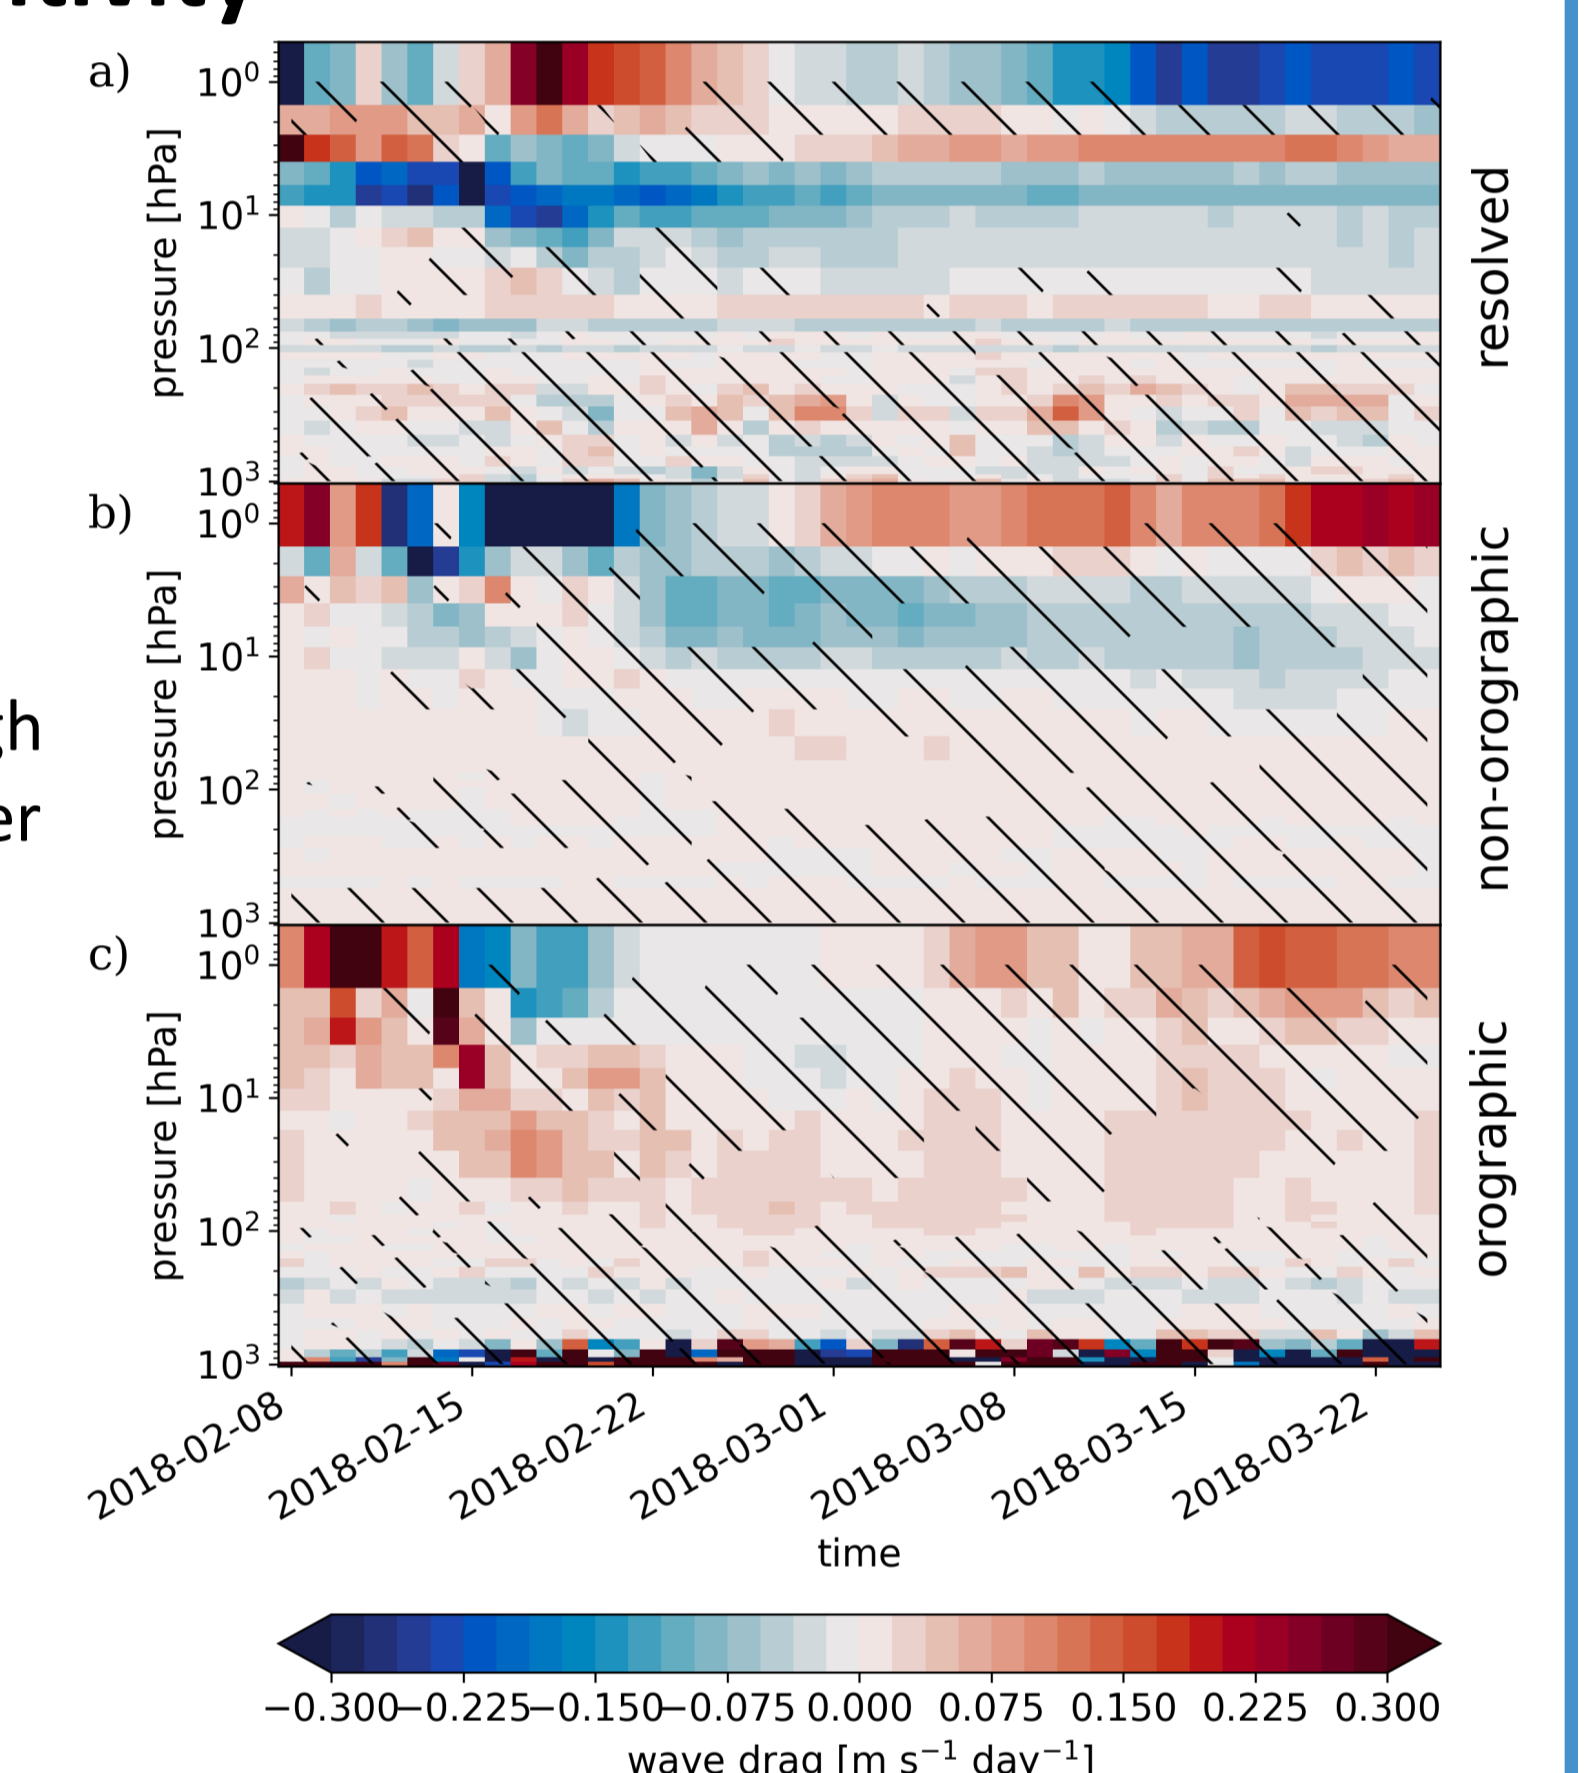 a)
10⁰
10¹
10²
10³
pressure [hPa]
resolved
b)
10⁰
10¹
10²
10³
pressure [hPa]
non-orographic
gh
er
c)
10⁰
10¹
10²
10³
pressure [hPa]
orographic
2018-02-08
2018-02-15
2018-02-22
2018-03-01
2018-03-08
2018-03-15
2018-03-22
time
−0.300 −0.225 −0.150 −0.075 0.000 0.075 0.150 0.225 0.300
wave drag [m s⁻¹ day⁻¹]